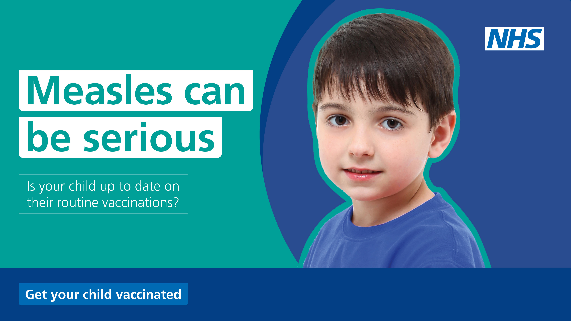 NHS
Measles can
be serious
Is your child up to date on
their routine vaccinations?
Get your child vaccinated